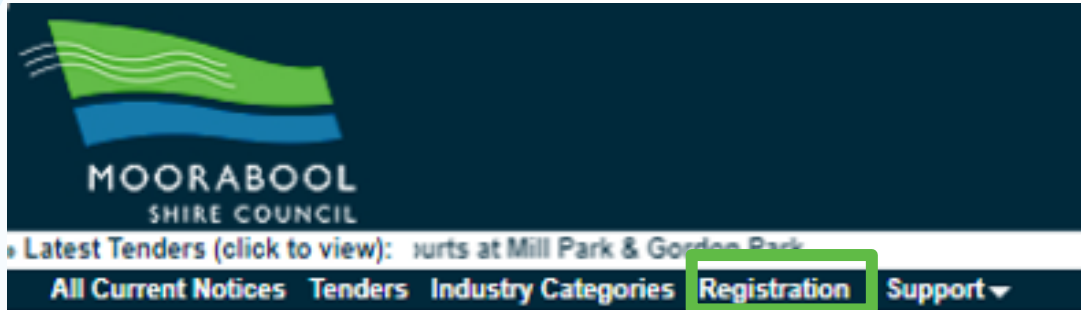 MOORABOOL
SHIRE COUNCIL
Latest Tenders (click to view): at Mill Park & Gordon Park
All Current Notices Tenders Industry Categories Registration Support